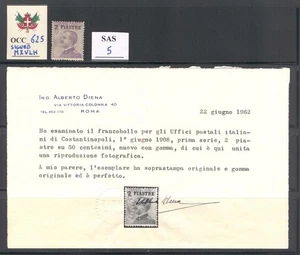 OCC 625
SIGNED
MXVLH
2 PIASTRE
SAS
5
ING. ALBERTO DIENA
VIA VITTORIA COLONNA 40
ROMA
22 giugno 1962
Ho esaminato il francobollo per gli Uffici postali italia=
ni di Costantinopoli, 1° giugno 1908, prima serie, 2 pia=
stre su 50 centesimi, nuovo con gomma, di cui è qui unita
una riproduzione fotografica.
A mio parere, l'esemplare ha soprastampa originale e gomma
originale ed è perfetto.
2 PIASTRE